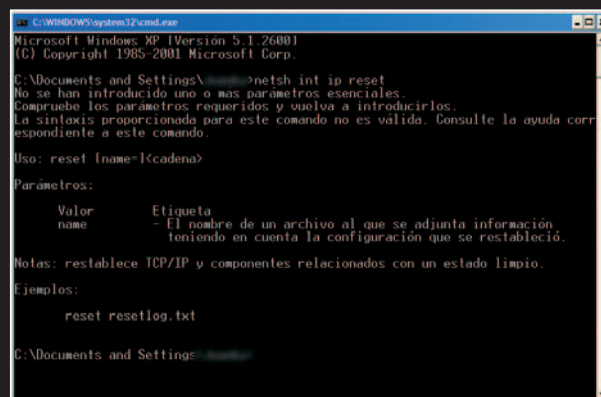 C:\WINDOWS\system32\cmd.exe
Microsoft Windows XP [Versión 5.1.2600]
(C) Copyright 1985-2001 Microsoft Corp.
C:\Documents and Settings\ >netsh int ip reset
No se han introducido uno o más parámetros esenciales.
Compruebe los parámetros requeridos y vuelva a introducirlos.
La sintaxis proporcionada para este comando no es válida. Consulte la ayuda corr
espondiente a este comando.
Uso: reset [name=]<cadena>
Parámetros:
Valor Etiqueta
name - El nombre de un archivo al que se adjunta información
teniendo en cuenta la configuración que se restableció.
Notas: restablece TCP/IP y componentes relacionados con un estado limpio.
Ejemplos:
reset resetlog.txt
C:\Documents and Settings